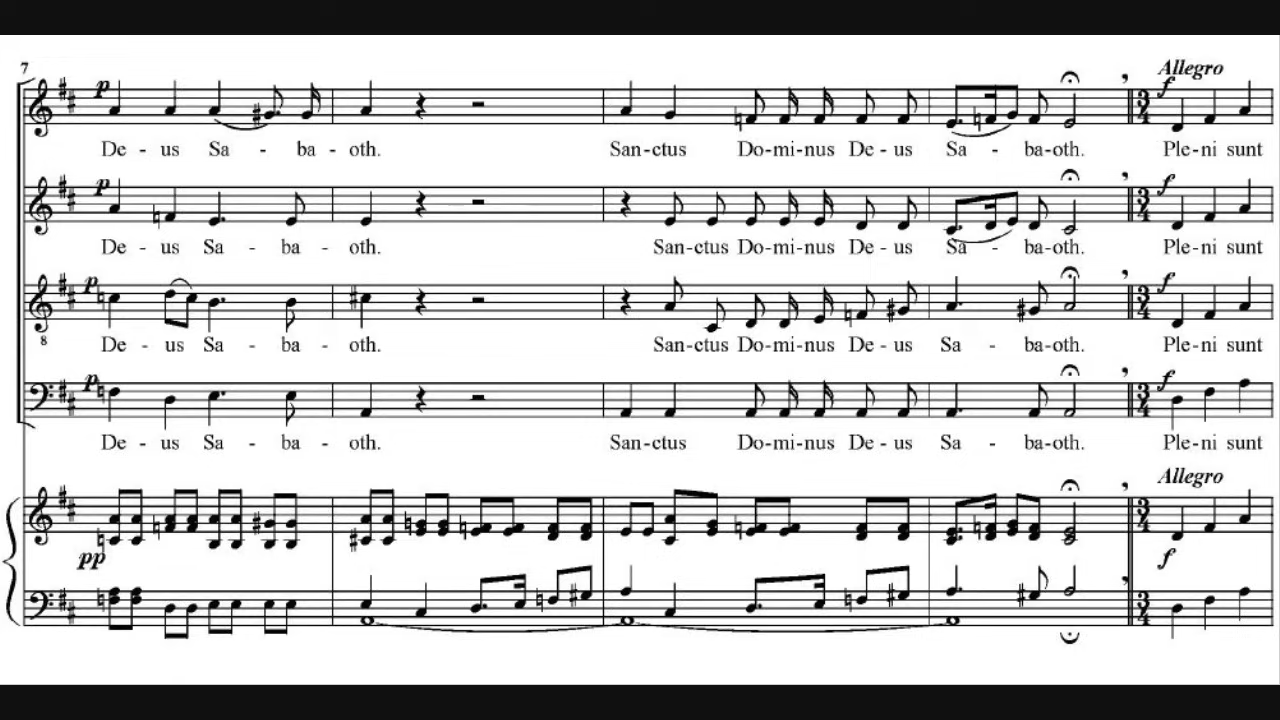 7
Allegro
p f
De - us Sa - ba - oth. San-ctus Do-mi-nus De - us Sa - ba-oth. Ple-ni sunt
p f
De - us Sa - ba - oth. San-ctus Do-mi-nus De - us Sa - ba-oth. Ple-ni sunt
p f
8
De - us Sa - ba - oth. San-ctus Do-mi-nus De - us Sa - ba-oth. Ple-ni sunt
p f
De - us Sa - ba - oth. San-ctus Do-mi-nus De - us Sa - ba-oth. Ple-ni sunt
Allegro
pp f